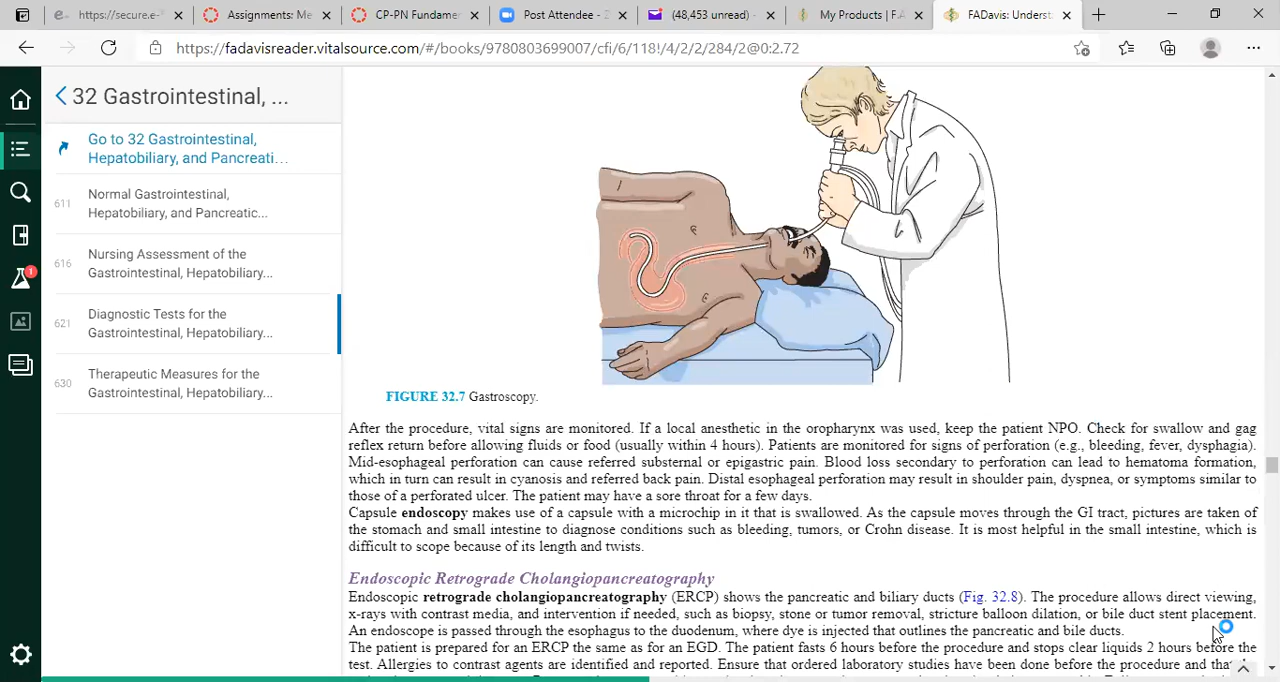 https://secure.e-
Assignments: Me
CP-PN Fundame
Post Attendee - Z
(48,453 unread) -
My Products | F.A
FADavis: Underst
https://fadavisreader.vitalsource.com/#/books/9780803699007/cfi/6/118!/4/2/2/284/2@0:2.72
32 Gastrointestinal, ...
Go to 32 Gastrointestinal,
Hepatobiliary, and Pancreati...
611
Normal Gastrointestinal,
Hepatobiliary, and Pancreatic...
616
Nursing Assessment of the
Gastrointestinal, Hepatobiliary...
621
Diagnostic Tests for the
Gastrointestinal, Hepatobiliary...
630
Therapeutic Measures for the
Gastrointestinal, Hepatobiliary...
1
FIGURE 32.7 Gastroscopy.
After the procedure, vital signs are monitored. If a local anesthetic in the oropharynx was used, keep the patient NPO. Check for swallow and gag
reflex return before allowing fluids or food (usually within 4 hours). Patients are monitored for signs of perforation (e.g., bleeding, fever, dysphagia).
Mid-esophageal perforation can cause referred substernal or epigastric pain. Blood loss secondary to perforation can lead to hematoma formation,
which in turn can result in cyanosis and referred back pain. Distal esophageal perforation may result in shoulder pain, dyspnea, or symptoms similar to
those of a perforated ulcer. The patient may have a sore throat for a few days.
Capsule endoscopy makes use of a capsule with a microchip in it that is swallowed. As the capsule moves through the GI tract, pictures are taken of
the stomach and small intestine to diagnose conditions such as bleeding, tumors, or Crohn disease. It is most helpful in the small intestine, which is
difficult to scope because of its length and twists.
Endoscopic Retrograde Cholangiopancreatography
Endoscopic retrograde cholangiopancreatography (ERCP) shows the pancreatic and biliary ducts (Fig. 32.8). The procedure allows direct viewing,
x-rays with contrast media, and intervention if needed, such as biopsy, stone or tumor removal, stricture balloon dilation, or bile duct stent placement.
An endoscope is passed through the esophagus to the duodenum, where dye is injected that outlines the pancreatic and bile ducts.
The patient is prepared for an ERCP the same as for an EGD. The patient fasts 6 hours before the procedure and stops clear liquids 2 hours before the
test. Allergies to contrast agents are identified and reported. Ensure that ordered laboratory studies have been done before the procedure and